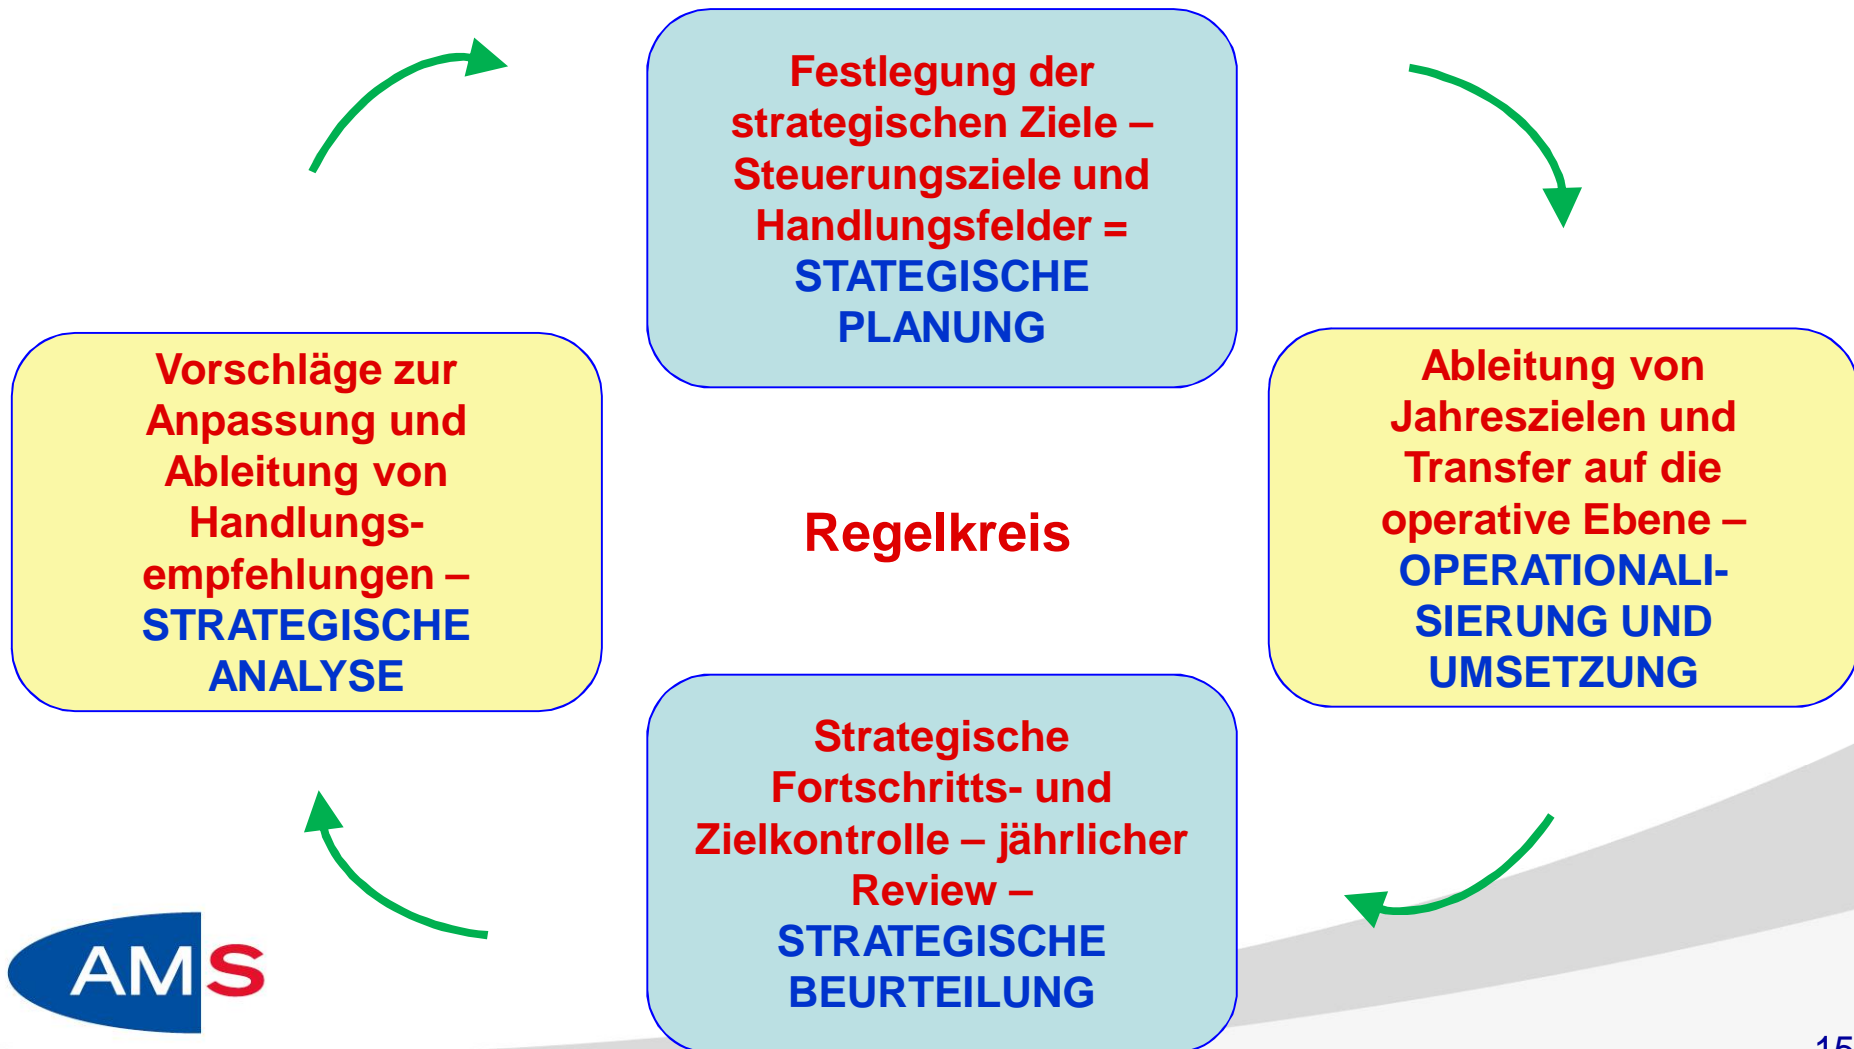 Festlegung der
strategischen Ziele –
Steuerungsziele und
Handlungsfelder =
STATEGISCHE
PLANUNG
Vorschläge zur
Anpassung und
Ableitung von
Handlungs-
empfehlungen –
STRATEGISCHE
ANALYSE
Regelkreis
Ableitung von
Jahreszielen und
Transfer auf die
operative Ebene –
OPERATIONALI-
SIERUNG UND
UMSETZUNG
Strategische
Fortschritts- und
Zielkontrolle – jährlicher
Review –
STRATEGISCHE
BEURTEILUNG
AMS
15